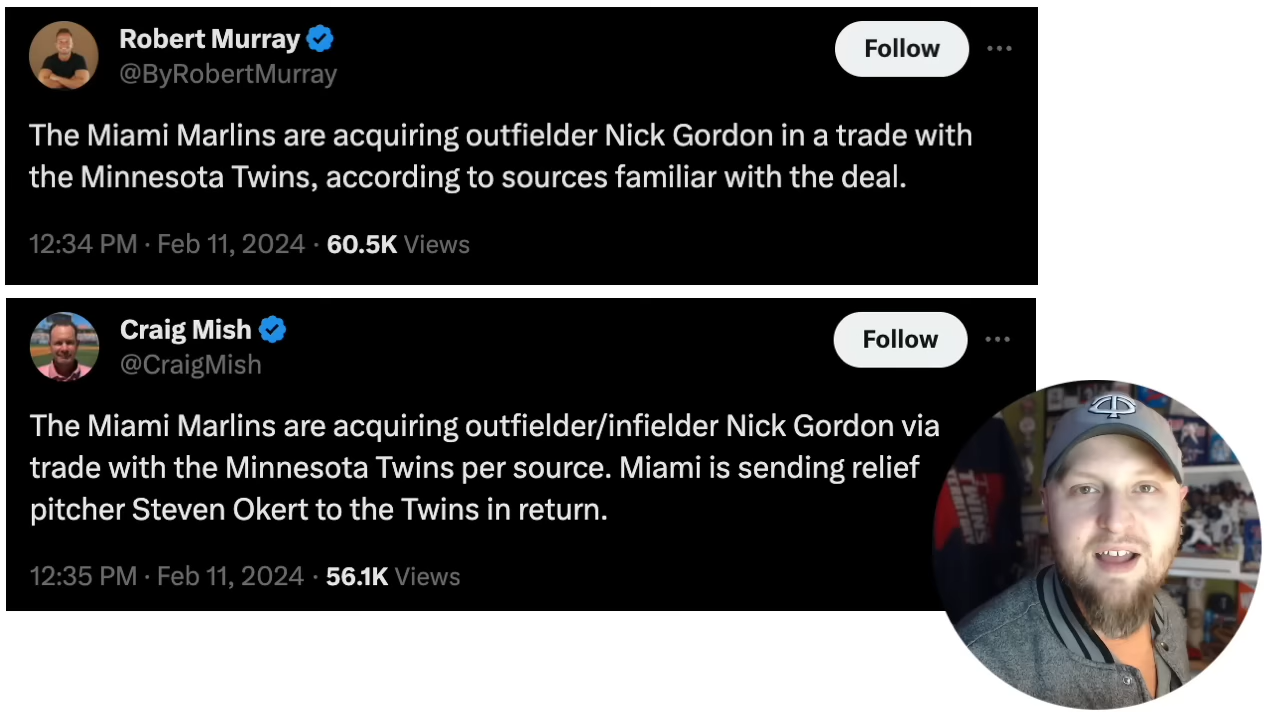 Robert Murray
@ByRobertMurray
Follow
The Miami Marlins are acquiring outfielder Nick Gordon in a trade with
the Minnesota Twins, according to sources familiar with the deal.
12:34 PM · Feb 11, 2024 · 60.5K Views
Craig Mish
@CraigMish
Follow
The Miami Marlins are acquiring outfielder/infielder Nick Gordon via
trade with the Minnesota Twins per source. Miami is sending relief
pitcher Steven Okert to the Twins in return.
12:35 PM · Feb 11, 2024 · 56.1K Views
TWINS